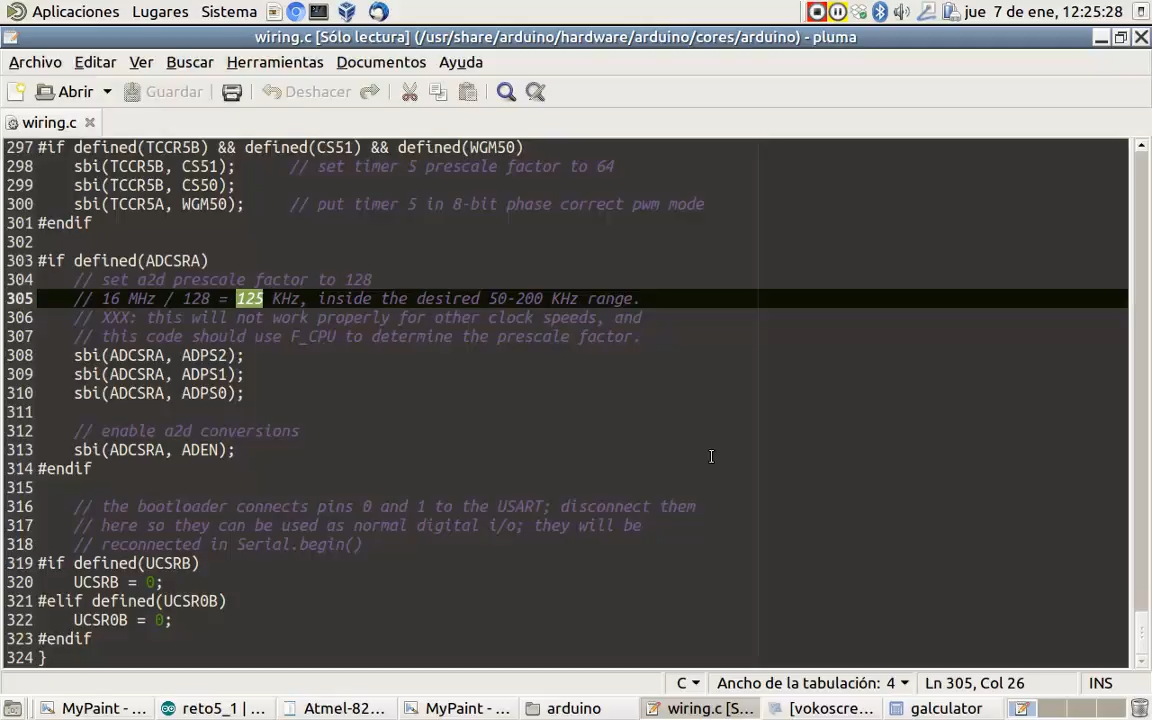 Aplicaciones Lugares Sistema jue 7 de ene, 12:25:28
wiring.c [Sólo lectura] (/usr/share/arduino/hardware/arduino/cores/arduino) - pluma
Archivo Editar Ver Buscar Herramientas Documentos Ayuda
Abrir Guardar Deshacer
wiring.c
297 #if defined(TCCR5B) && defined(CS51) && defined(WGM50)
298 sbi(TCCR5B, CS51); // set timer 5 prescale factor to 64
299 sbi(TCCR5B, CS50);
300 sbi(TCCR5A, WGM50); // put timer 5 in 8-bit phase correct pwm mode
301 #endif
302
303 #if defined(ADCSRA)
304 // set a2d prescale factor to 128
305 // 16 MHz / 128 = 125 KHz, inside the desired 50-200 KHz range.
306 // XXX: this will not work properly for other clock speeds, and
307 // this code should use F_CPU to determine the prescale factor.
308 sbi(ADCSRA, ADPS2);
309 sbi(ADCSRA, ADPS1);
310 sbi(ADCSRA, ADPS0);
311
312 // enable a2d conversions
313 sbi(ADCSRA, ADEN);
314 #endif
315
316 // the bootloader connects pins 0 and 1 to the USART; disconnect them
317 // here so they can be used as normal digital i/o; they will be
318 // reconnected in Serial.begin()
319 #if defined(UCSRB)
320 UCSRB = 0;
321 #elif defined(UCSR0B)
322 UCSR0B = 0;
323 #endif
324 }
C Ancho de la tabulación: 4 Ln 305, Col 26 INS
MyPaint - ... reto5_1 | ... Atmel-82... MyPaint - ... arduino wiring.c [S... [vokoscre... galculator